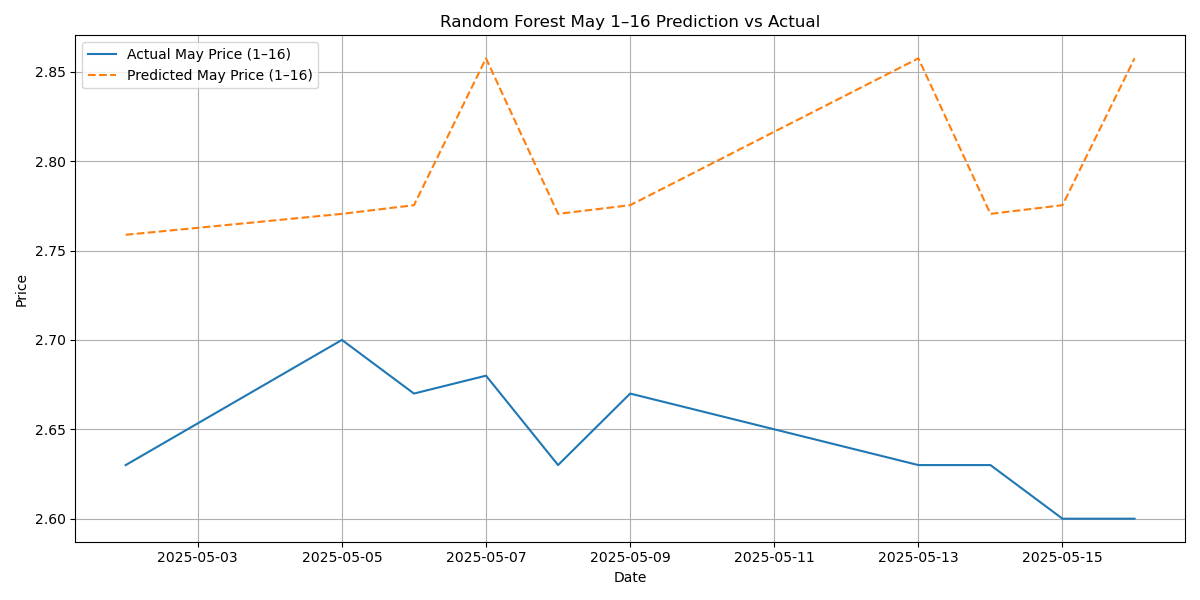 Random Forest May 1–16 Prediction vs Actual
Actual May Price (1–16)
Predicted May Price (1–16)
2.85
2.80
2.75
2.70
2.65
2.60
Price
2025-05-03 2025-05-05 2025-05-07 2025-05-09 2025-05-11 2025-05-13 2025-05-15
Date